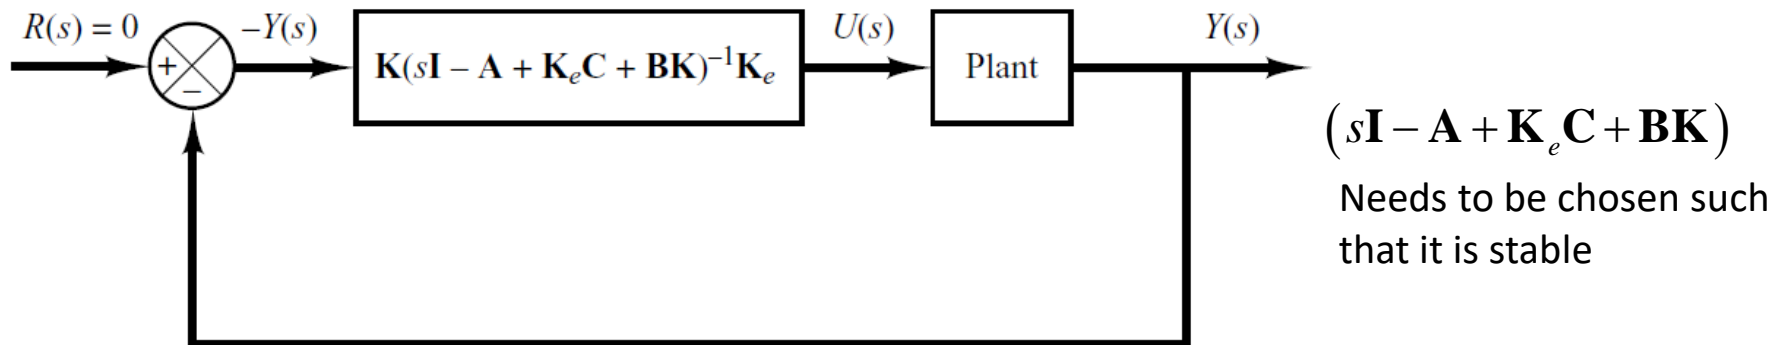 R(s) = 0
−Y(s)
U(s)
Y(s)
+
−
K(sI − A + KₑC + BK)⁻¹Kₑ
Plant
(sI − A + KₑC + BK)
Needs to be chosen such
that it is stable